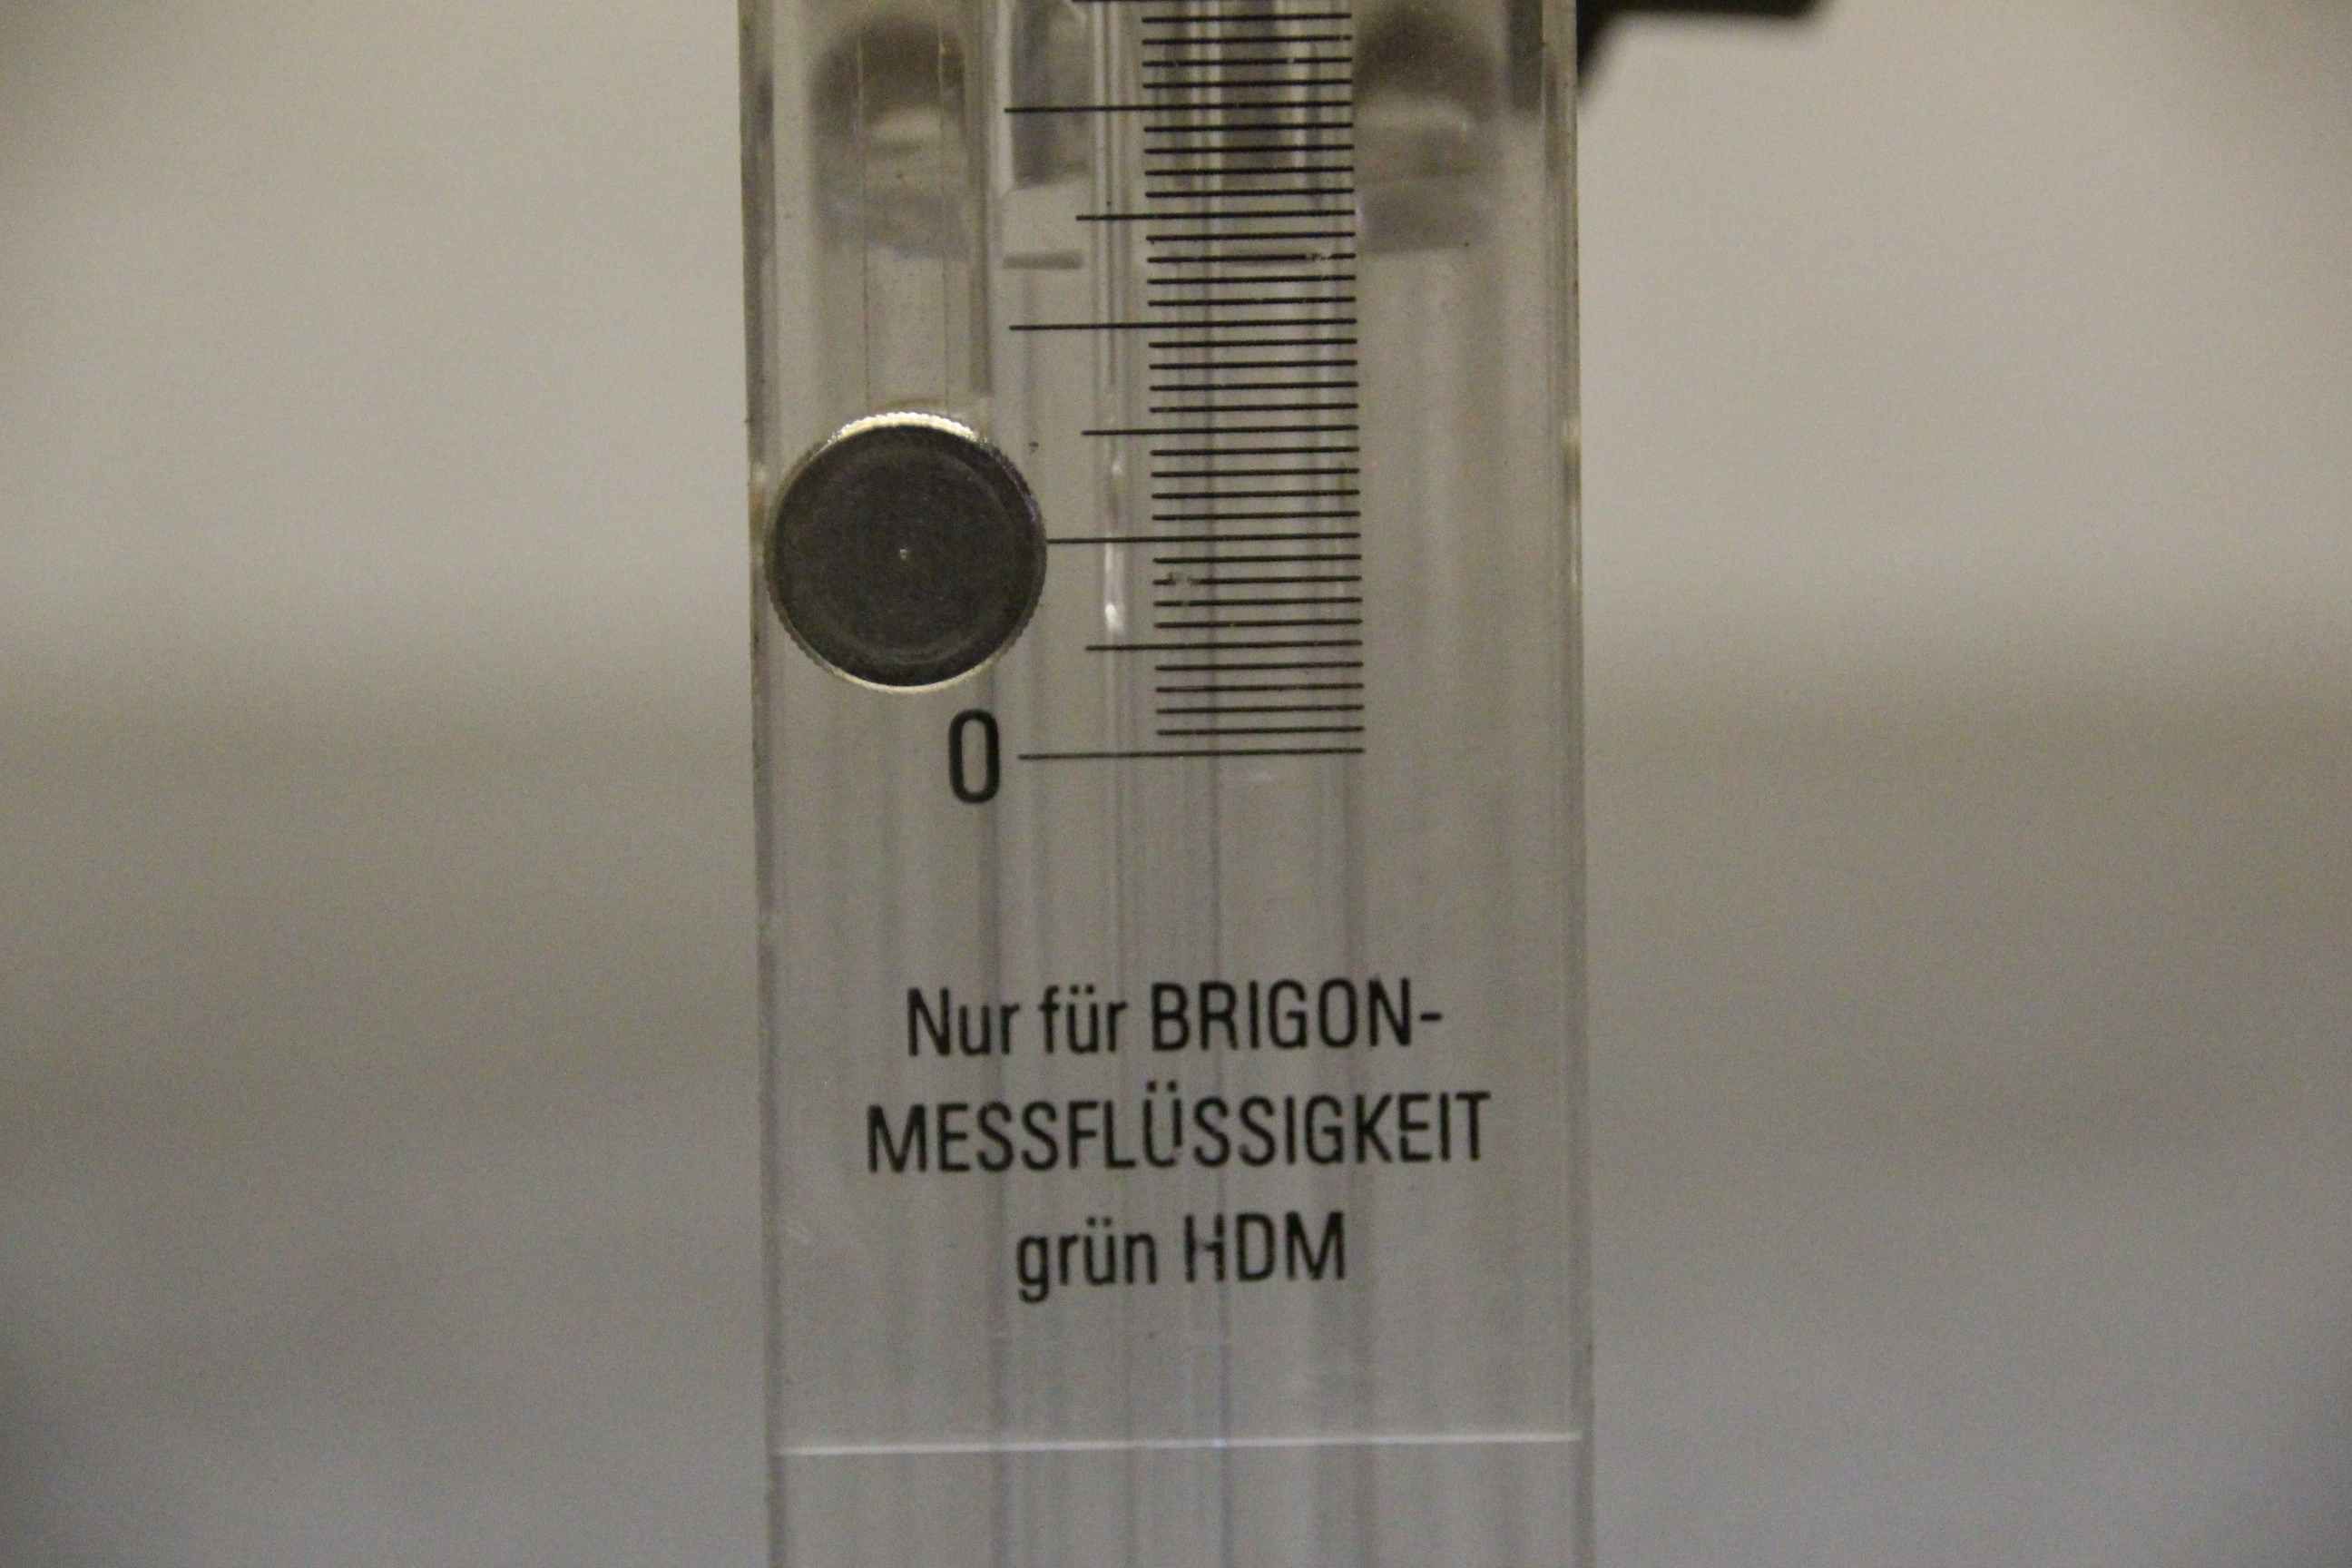 0
Nur für BRIGON-
MESSFLÜSSIGKEIT
grün HDM